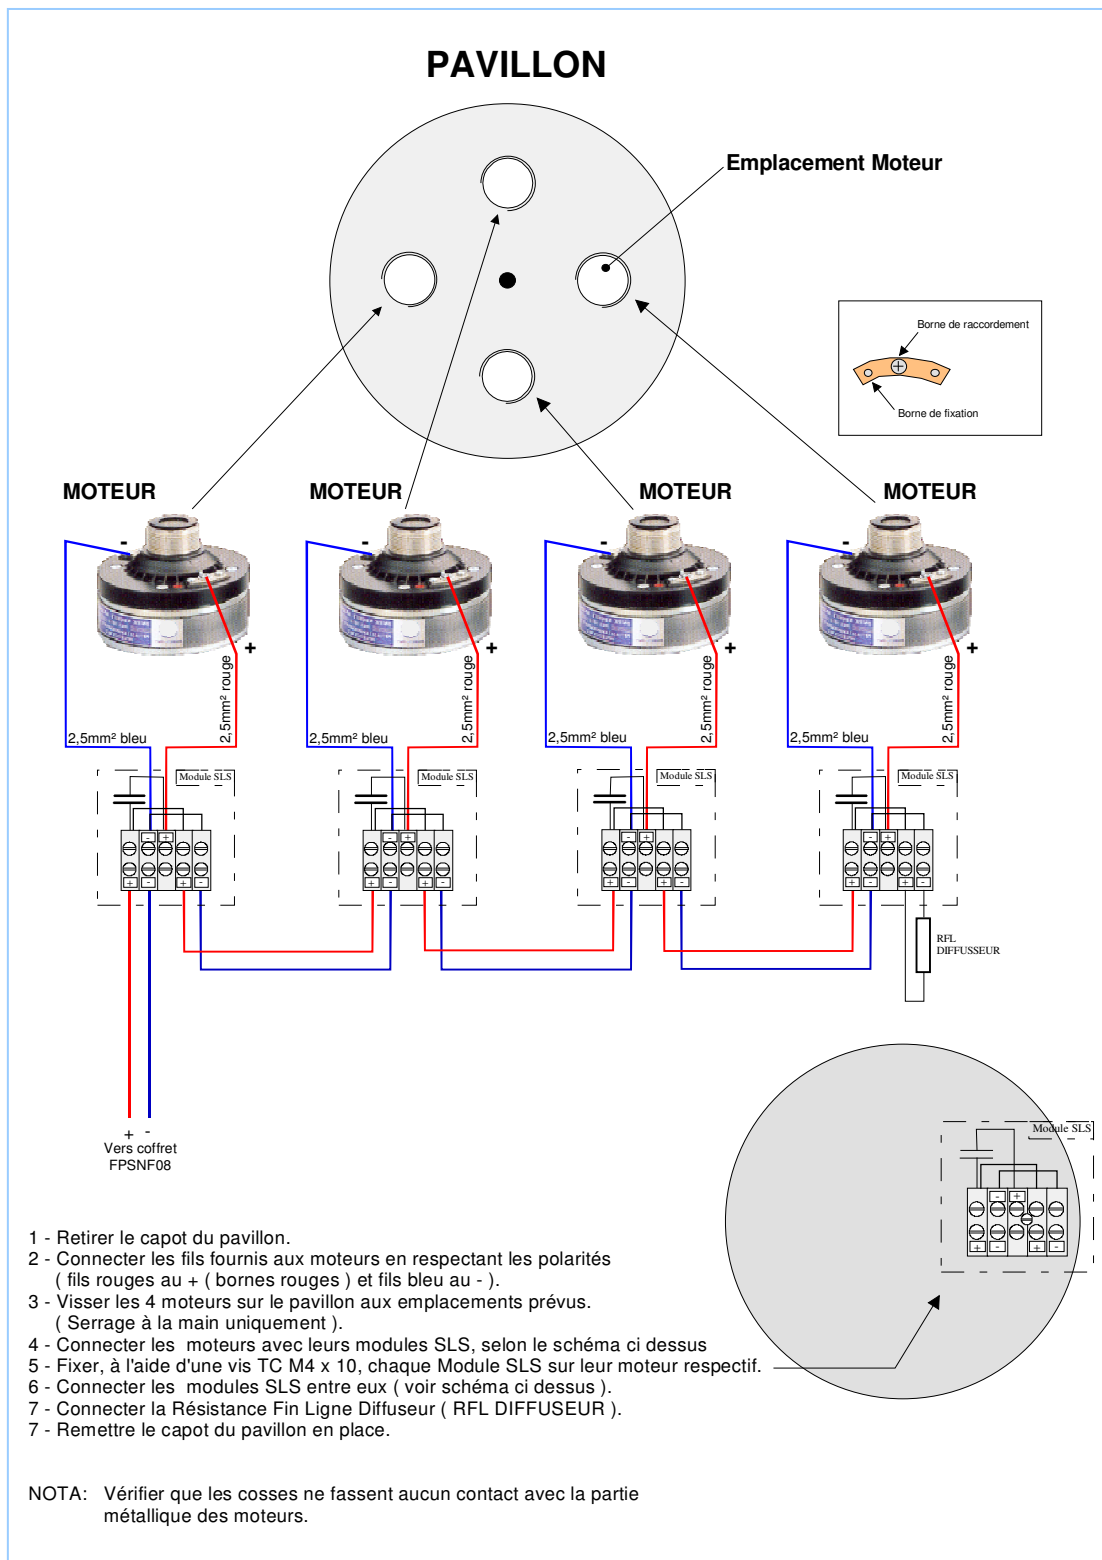 PAVILLON
Emplacement Moteur
Borne de raccordement
Borne de fixation
MOTEUR
MOTEUR
MOTEUR
MOTEUR
-
-
-
-
+
+
+
+
2,5mm² rouge
2,5mm² rouge
2,5mm² rouge
2,5mm² rouge
2,5mm² bleu
2,5mm² bleu
2,5mm² bleu
2,5mm² bleu
Module SLS
Module SLS
Module SLS
Module SLS
- +
- +
- +
- +
+ - + -
+ - + -
+ - + -
+ - + -
RFL
DIFFUSSEUR
+ -
Vers coffret
FPSNF08
Module SLS
- +
+ - + -
1 - Retirer le capot du pavillon.
2 - Connecter les fils fournis aux moteurs en respectant les polarités
( fils rouges au + ( bornes rouges ) et fils bleu au - ).
3 - Visser les 4 moteurs sur le pavillon aux emplacements prévus.
( Serrage à la main uniquement ).
4 - Connecter les moteurs avec leurs modules SLS, selon le schéma ci dessus
5 - Fixer, à l'aide d'une vis TC M4 x 10, chaque Module SLS sur leur moteur respectif.
6 - Connecter les modules SLS entre eux ( voir schéma ci dessus ).
7 - Connecter la Résistance Fin Ligne Diffuseur ( RFL DIFFUSEUR ).
7 - Remettre le capot du pavillon en place.
NOTA: Vérifier que les cosses ne fassent aucun contact avec la partie
métallique des moteurs.